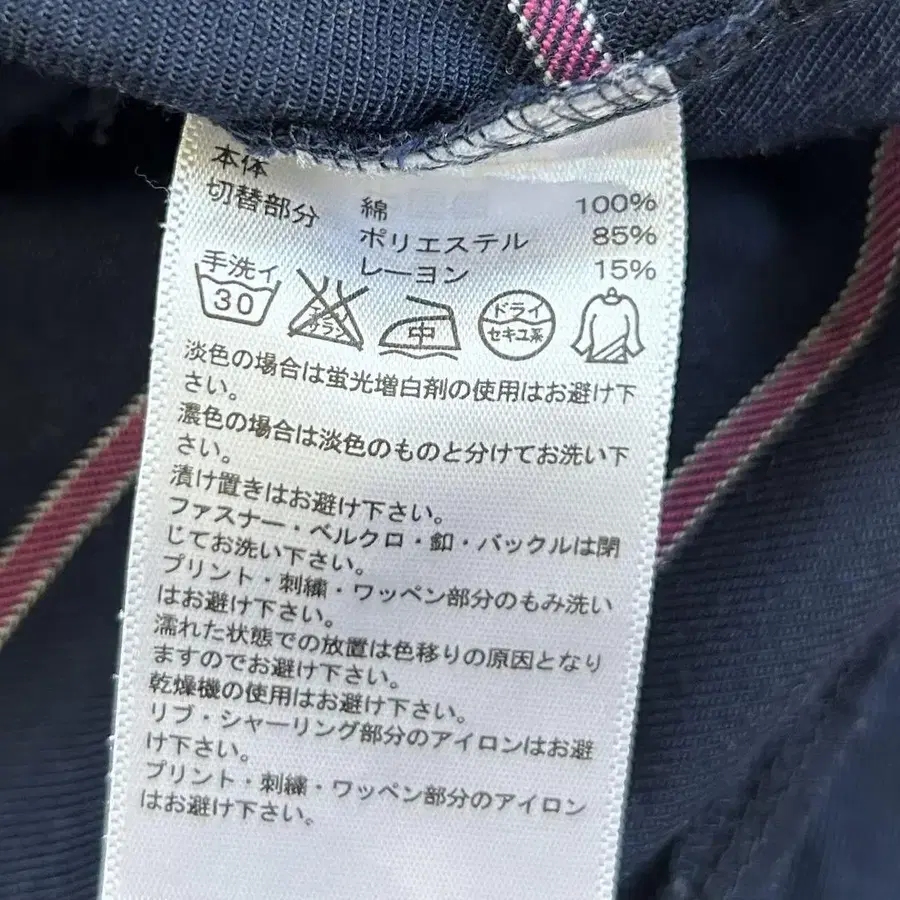 本体
切替部分 綿 100%
ポリエステル 85%
レーヨン 15%
手洗イ
30
中
ドライ
セキユ系
淡色の場合は蛍光増白剤の使用はお避け下
さい。
濃色の場合は淡色のものと分けてお洗い下
さい。
漬け置きはお避け下さい。
ファスナー・ベルクロ・釦・バックルは閉
じてお洗い下さい。
プリント・刺繍・ワッペン部分のもみ洗い
はお避け下さい。
濡れた状態での放置は色移りの原因となり
ますのでお避け下さい。
乾燥機の使用はお避け下さい。
リブ・シャーリング部分のアイロンはお避
け下さい。
プリント・刺繍・ワッペン部分のアイロン
はお避け下さい。